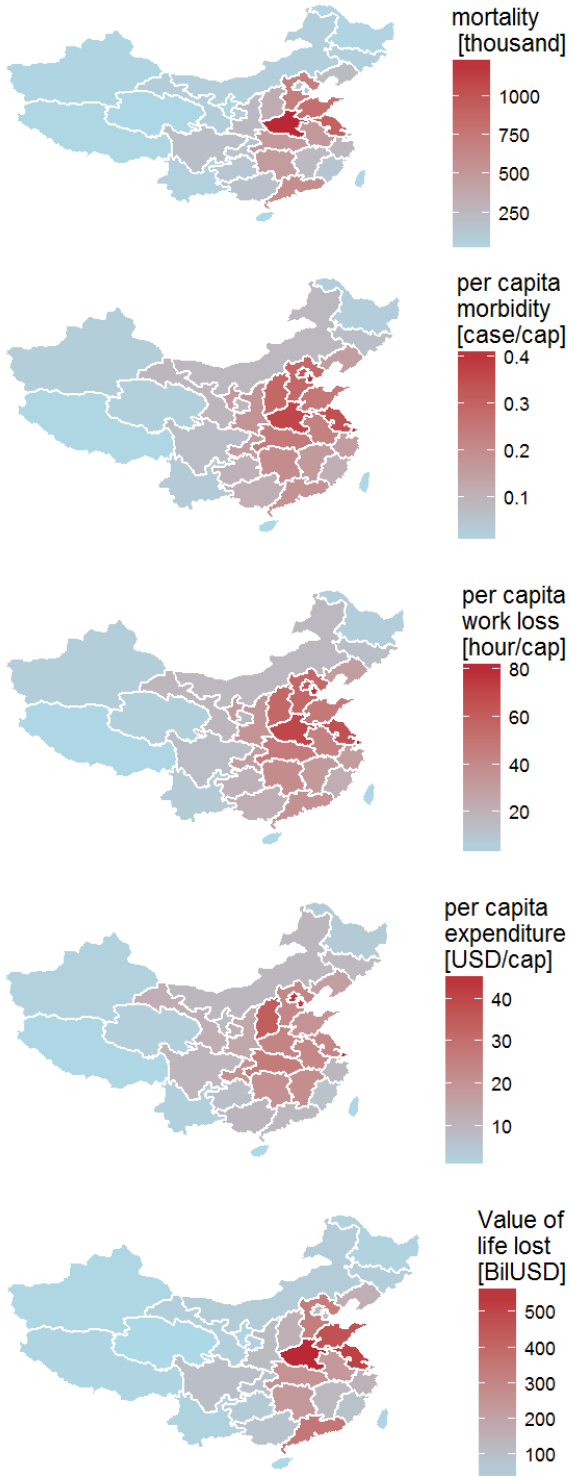 mortality
[thousand]
1000
750
500
250
per capita
morbidity
[case/cap]
0.4
0.3
0.2
0.1
per capita
work loss
[hour/cap]
80
60
40
20
per capita
expenditure
[USD/cap]
40
30
20
10
Value of
life lost
[BilUSD]
500
400
300
200
100